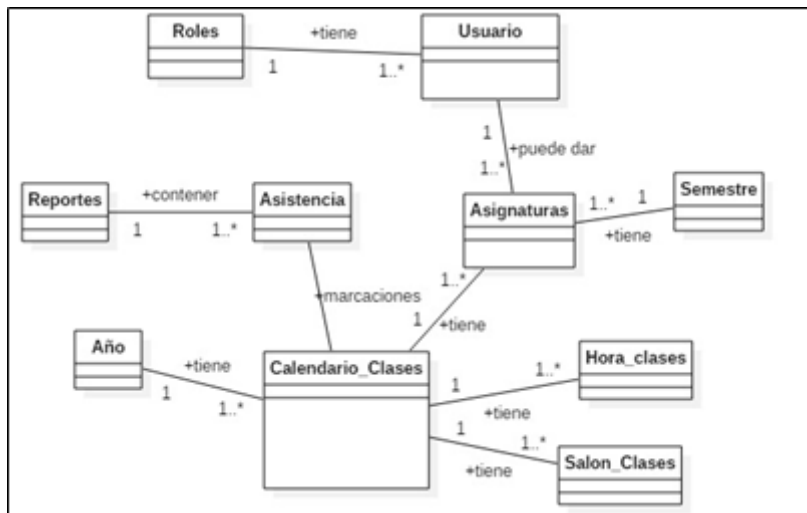 Roles
+tiene
Usuario
1
1..*
1
+puede dar
1..*
Reportes
+contener
Asistencia
1
1..*
Asignaturas
1..*
1
Semestre
+tiene
+marcaciones
1..*
1
+tiene
Año
+tiene
1
1..*
Calendario_Clases
1
1..*
Hora_clases
+tiene
1
1..*
Salon_Clases
+tiene